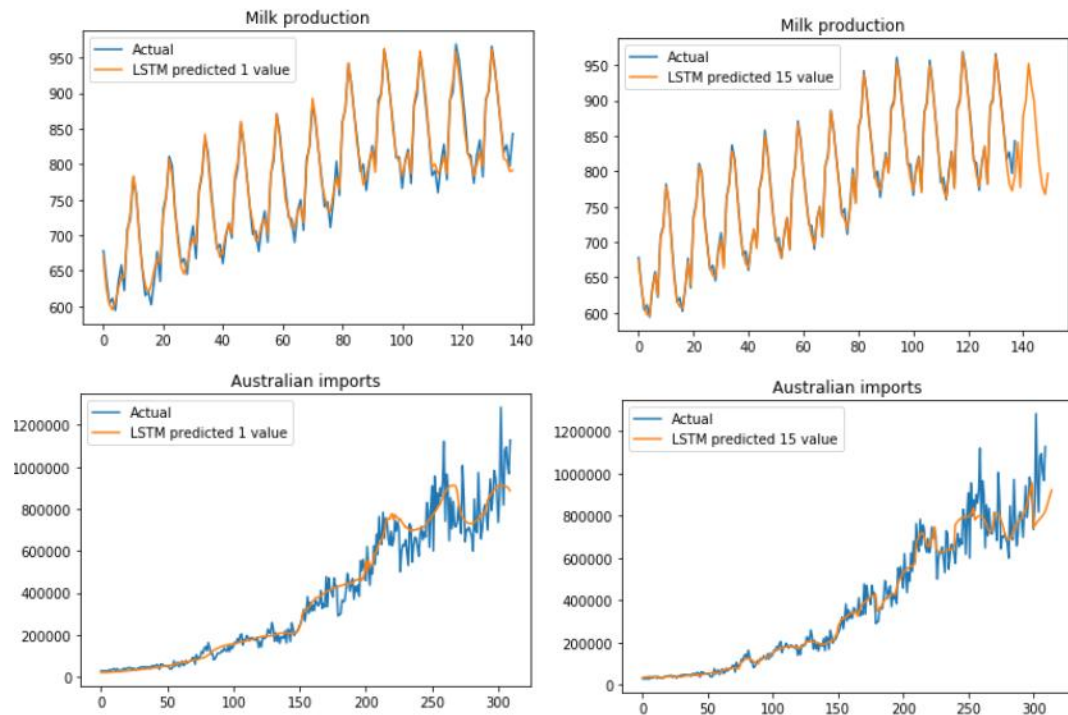 Milk production
Actual
LSTM predicted 1 value
950
900
850
800
750
700
650
600
0 20 40 60 80 100 120 140
Milk production
Actual
LSTM predicted 15 value
950
900
850
800
750
700
650
600
0 20 40 60 80 100 120 140
Australian imports
Actual
LSTM predicted 1 value
1200000
1000000
800000
600000
400000
200000
0
0 50 100 150 200 250 300
Australian imports
Actual
LSTM predicted 15 value
1200000
1000000
800000
600000
400000
200000
0
0 50 100 150 200 250 300